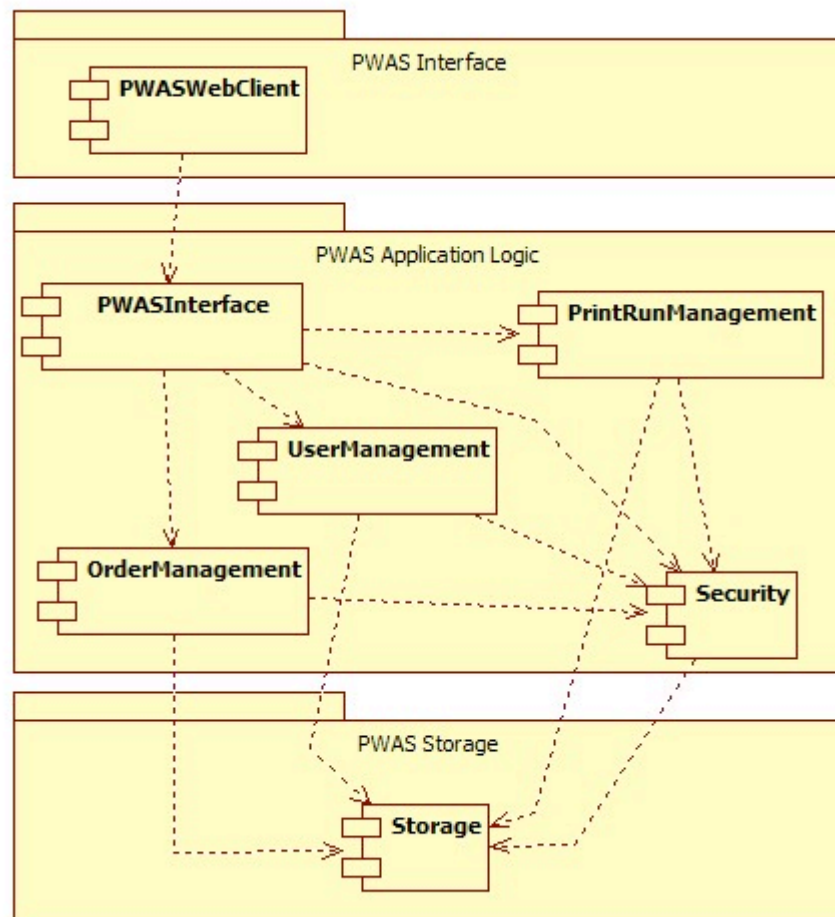 PWAS Interface
PWASWebClient
PWAS Application Logic
PWASInterface
PrintRunManagement
UserManagement
OrderManagement
Security
PWAS Storage
Storage